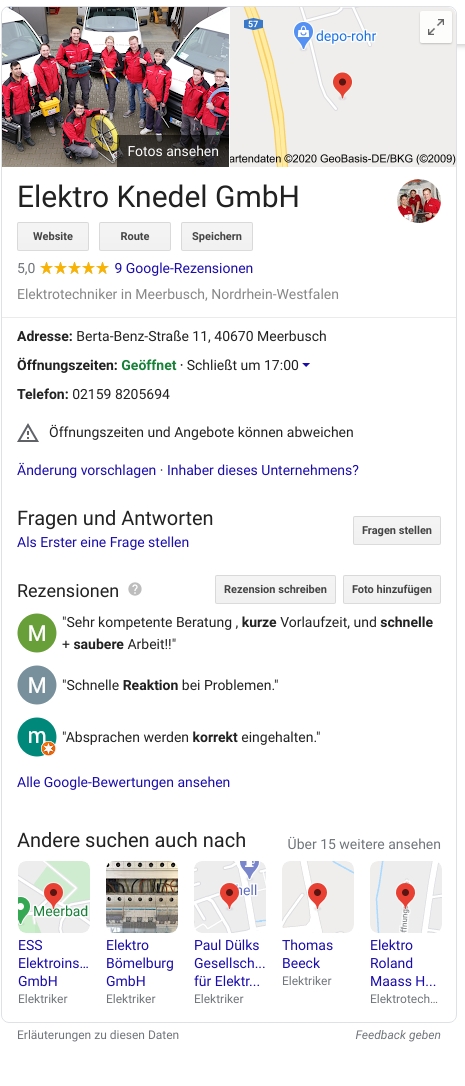 57
depo-rohr
Fotos ansehen
artendaten ©2020 GeoBasis-DE/BKG (©2009)
Elektro Knedel GmbH
Website
Route
Speichern
5,0 ★★★★★ 9 Google-Rezensionen
Elektrotechniker in Meerbusch, Nordrhein-Westfalen
Adresse: Berta-Benz-Straße 11, 40670 Meerbusch
Öffnungszeiten: Geöffnet · Schließt um 17:00
Telefon: 02159 8205694
Öffnungszeiten und Angebote können abweichen
Änderung vorschlagen · Inhaber dieses Unternehmens?
Fragen und Antworten
Fragen stellen
Als Erster eine Frage stellen
Rezensionen ?
Rezension schreiben
Foto hinzufügen
M
"Sehr kompetente Beratung , kurze Vorlaufzeit, und schnelle
+ saubere Arbeit!!"
M
"Schnelle Reaktion bei Problemen."
m
"Absprachen werden korrekt eingehalten."
Alle Google-Bewertungen ansehen
Andere suchen auch nach
Über 15 weitere ansehen
Meerbad
nell
ffnung
ESS
Elektroins...
GmbH
Elektriker
Elektro
Bömelburg
GmbH
Elektriker
Paul Dülks
Gesellsch...
für Elektr...
Elektriker
Thomas
Beeck
Elektriker
Elektro
Roland
Maass H...
Elektrotech...
Erläuterungen zu diesen Daten
Feedback geben